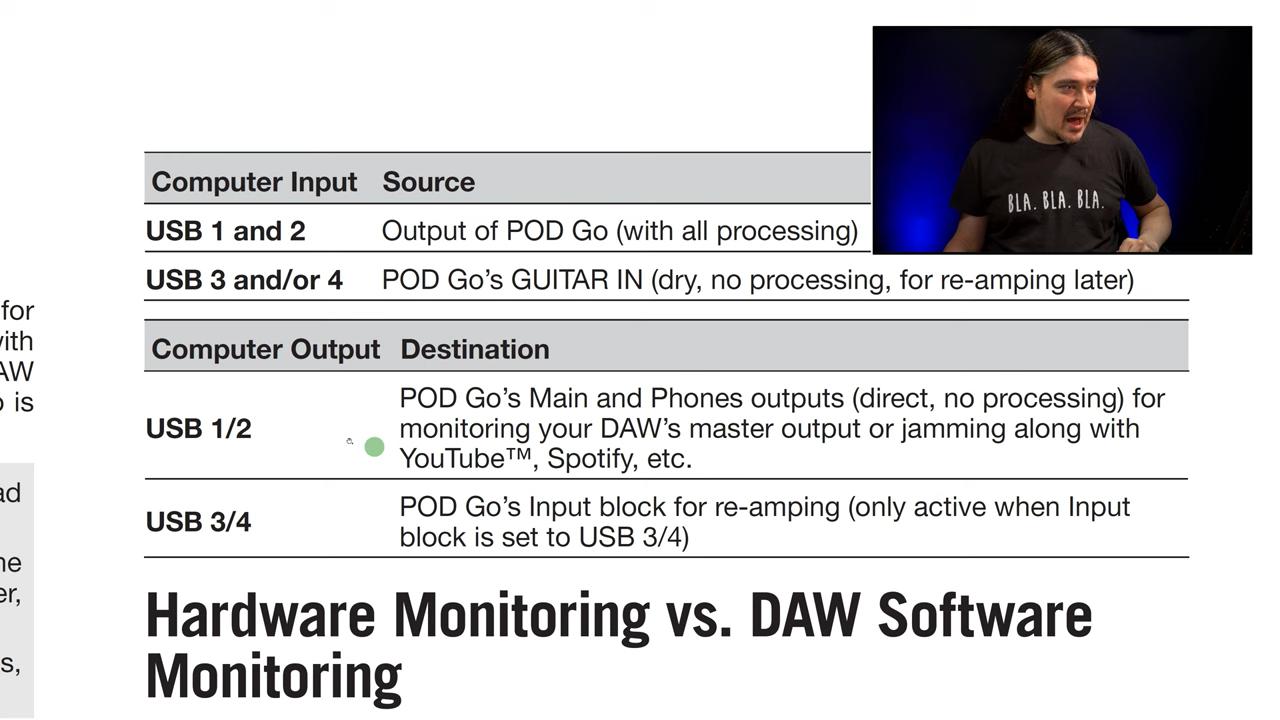 BLA. BLA. BLA.
Computer Input Source
USB 1 and 2 Output of POD Go (with all processing)
USB 3 and/or 4 POD Go’s GUITAR IN (dry, no processing, for re-amping later)
Computer Output Destination
USB 1/2 POD Go’s Main and Phones outputs (direct, no processing) for
monitoring your DAW’s master output or jamming along with
YouTube™, Spotify, etc.
USB 3/4 POD Go’s Input block for re-amping (only active when Input
block is set to USB 3/4)
Hardware Monitoring vs. DAW Software
Monitoring
for
is